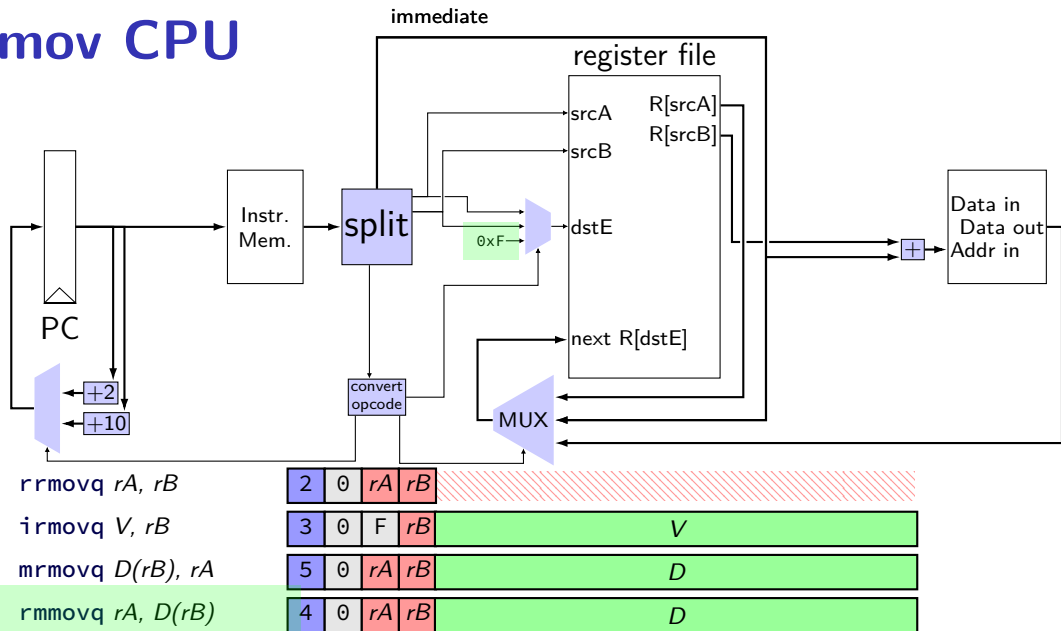 immediate
mov CPU
register file
srcA
R[srcA]
R[srcB]
srcB
Instr.
Mem.
split
dstE
0xF
Data in
Data out
Addr in
+
PC
next R[dstE]
convert
opcode
+2
+10
MUX
rrmovq rA, rB 2 0 rA rB
irmovq V, rB 3 0 F rB V
mrmovq D(rB), rA 5 0 rA rB D
rmmovq rA, D(rB) 4 0 rA rB D